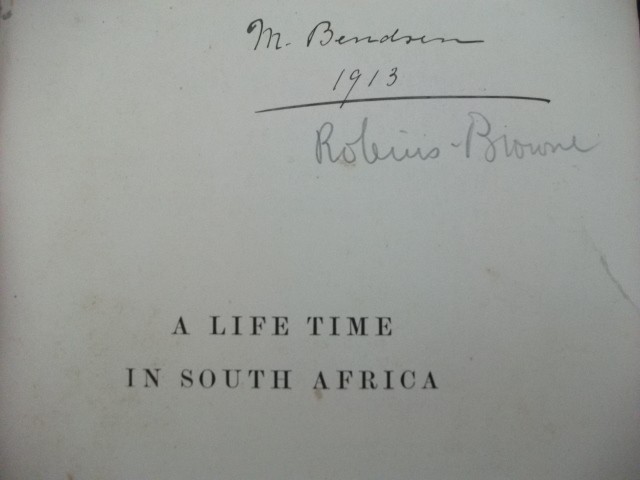 M. Bendsen
1913
Robins-Browne
A LIFE TIME
IN SOUTH AFRICA